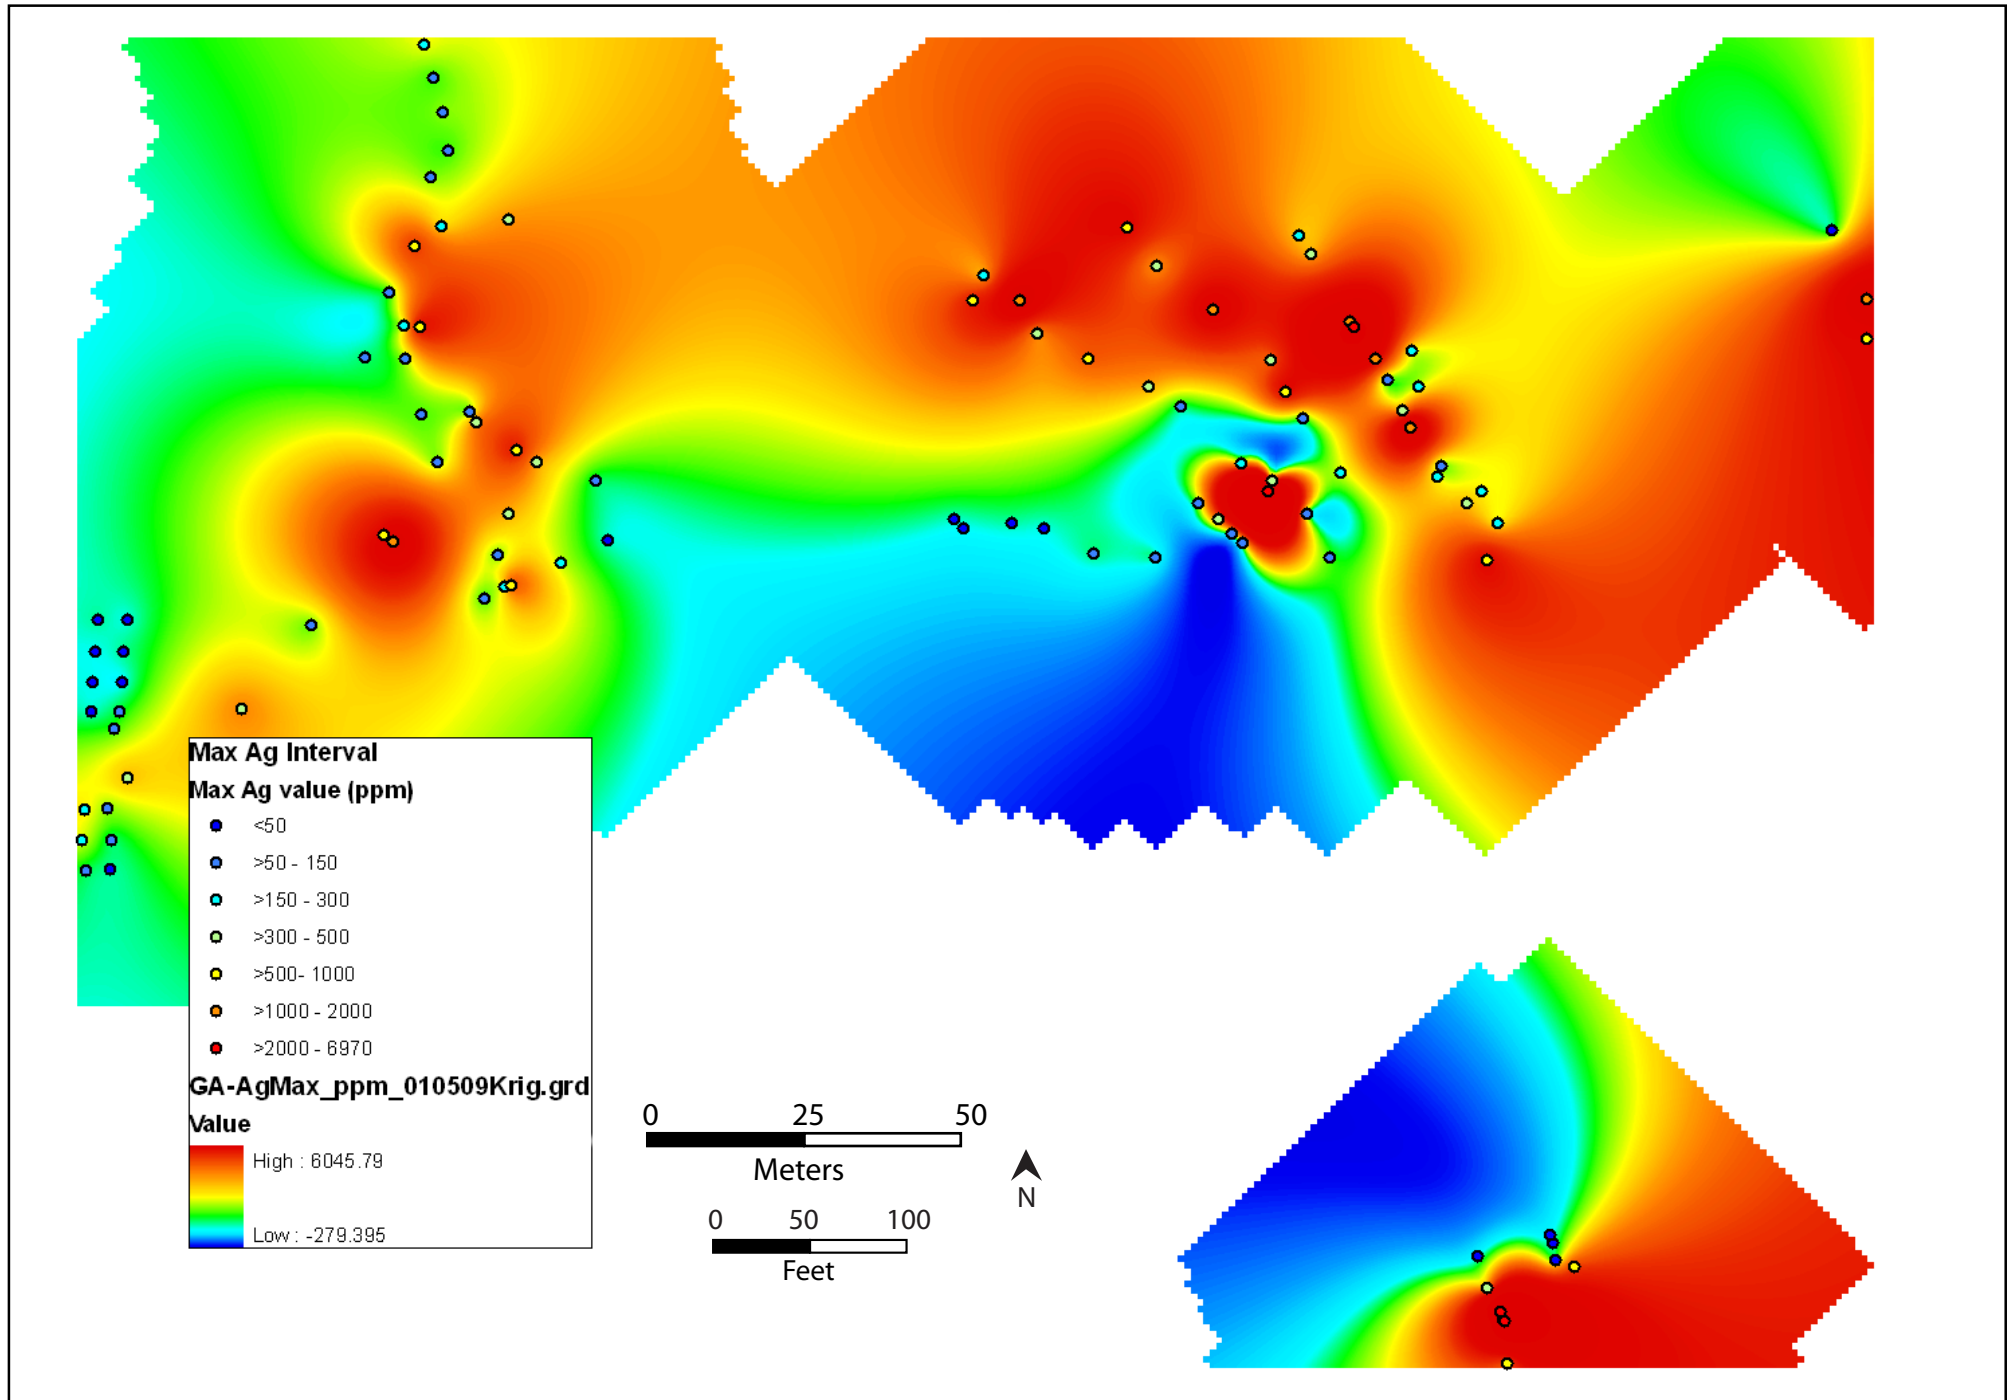 Max Ag Interval
Max Ag value (ppm)
<50
>50 - 150
>150 - 300
>300 - 500
>500- 1000
>1000 - 2000
>2000 - 6970
GA-AgMax_ppm_010509Krig.grd
Value
High : 6045.79
Low : -279.395
0 25 50
Meters
0 50 100
Feet
N